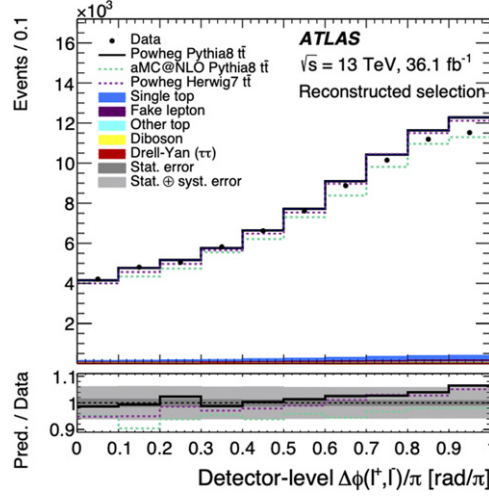 ×10³
Events / 0.1
16
14
12
10
8
6
4
2
Data
Powheg Pythia8 tt̄
aMC@NLO Pythia8 tt̄
Powheg Herwig7 tt̄
Single top
Fake lepton
Other top
Diboson
Drell-Yan (ττ)
Stat. error
Stat. ⊕ syst. error
ATLAS
√s = 13 TeV, 36.1 fb⁻¹
Reconstructed selection
Pred. / Data
1.1
1
0.9
0 0.1 0.2 0.3 0.4 0.5 0.6 0.7 0.8 0.9 1
Detector-level Δϕ(l⁺,l⁻)/π [rad/π]